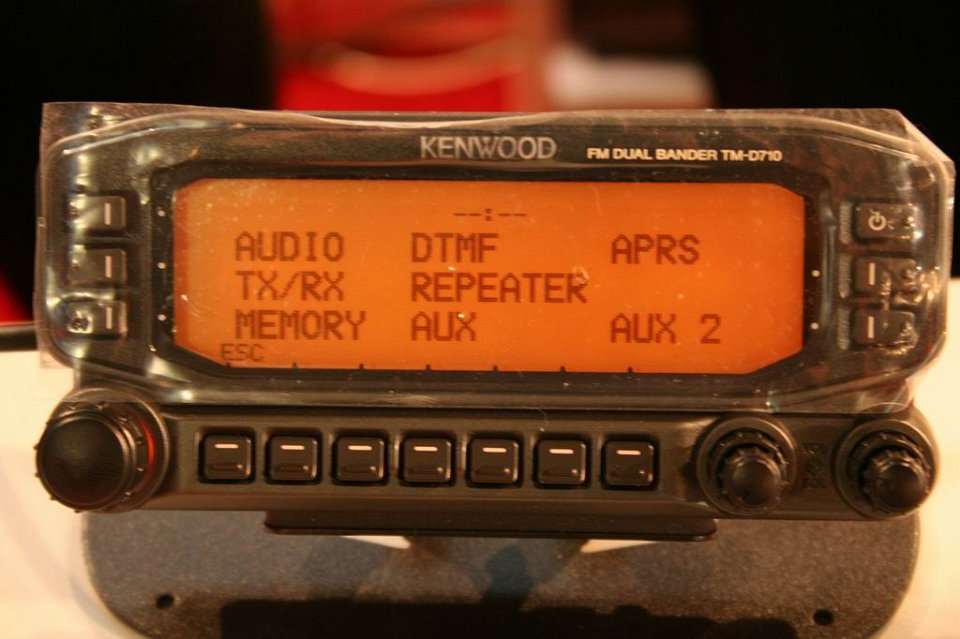 KENWOOD FM DUAL BANDER TM-D710
--:--
AUDIO DTMF APRS
TX/RX REPEATER
MEMORY AUX AUX 2
ESC